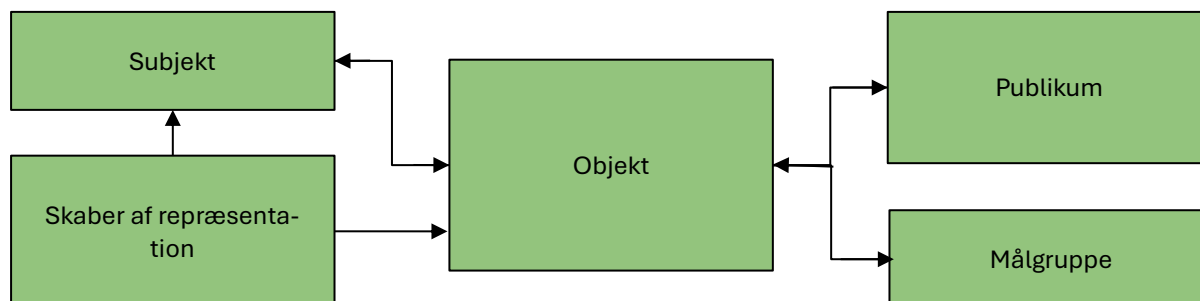 Subjekt
Skaber af repræsenta-
tion
Objekt
Publikum
Målgruppe